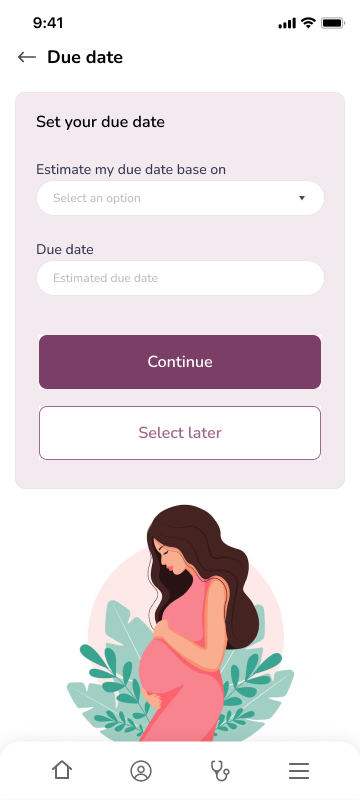 9:41
Due date
Set your due date
Estimate my due date base on
Select an option
Due date
Estimated due date
Continue
Select later